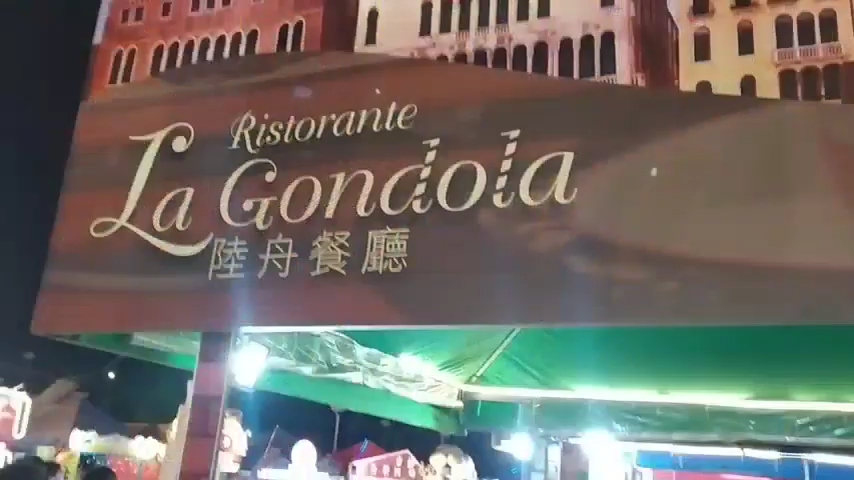 Ristorante
La Gondola
陸舟餐廳